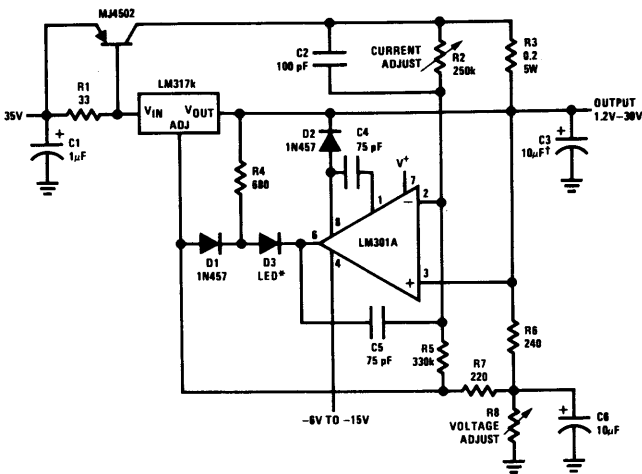 MJ4502
C2
100 pF
CURRENT
ADJUST
R2
250k
R3
0.2
5W
R1
33
LM317k
VIN
VOUT
ADJ
35V
OUTPUT
1.2V–30V
C1
1µF
D2
1N457
C4
75 pF
C3
10µF†
R4
680
V+
7
1
2
8
6
LM301A
4
3
D1
1N457
D3
LED*
C5
75 pF
R5
330k
R6
240
R7
220
–6V TO –15V
R8
VOLTAGE
ADJUST
C6
10µF